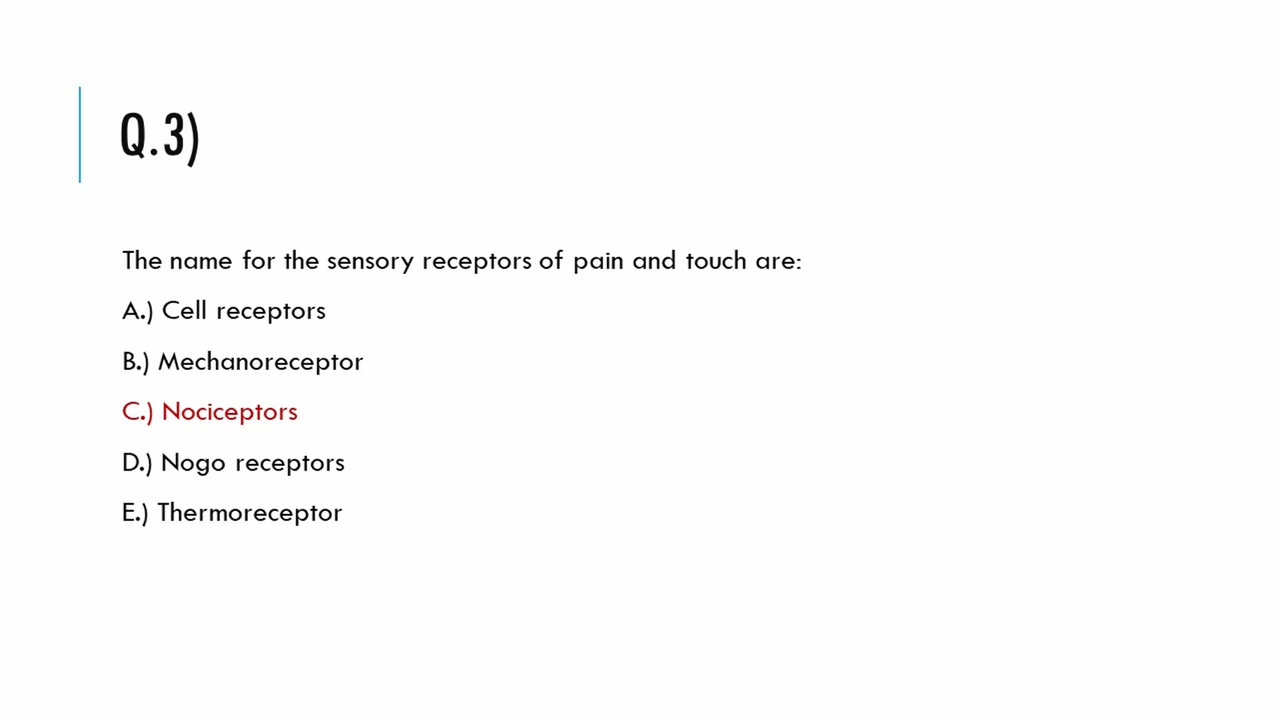 Q.3)
The name for the sensory receptors of pain and touch are:
A.) Cell receptors
B.) Mechanoreceptor
C.) Nociceptors
D.) Nogo receptors
E.) Thermoreceptor